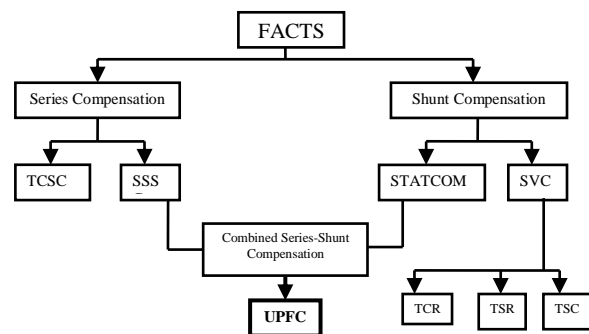 FACTS
Series Compensation
Shunt Compensation
TCSC
SSS
STATCOM
SVC
Combined Series-Shunt
Compensation
UPFC
TCR
TSR
TSC